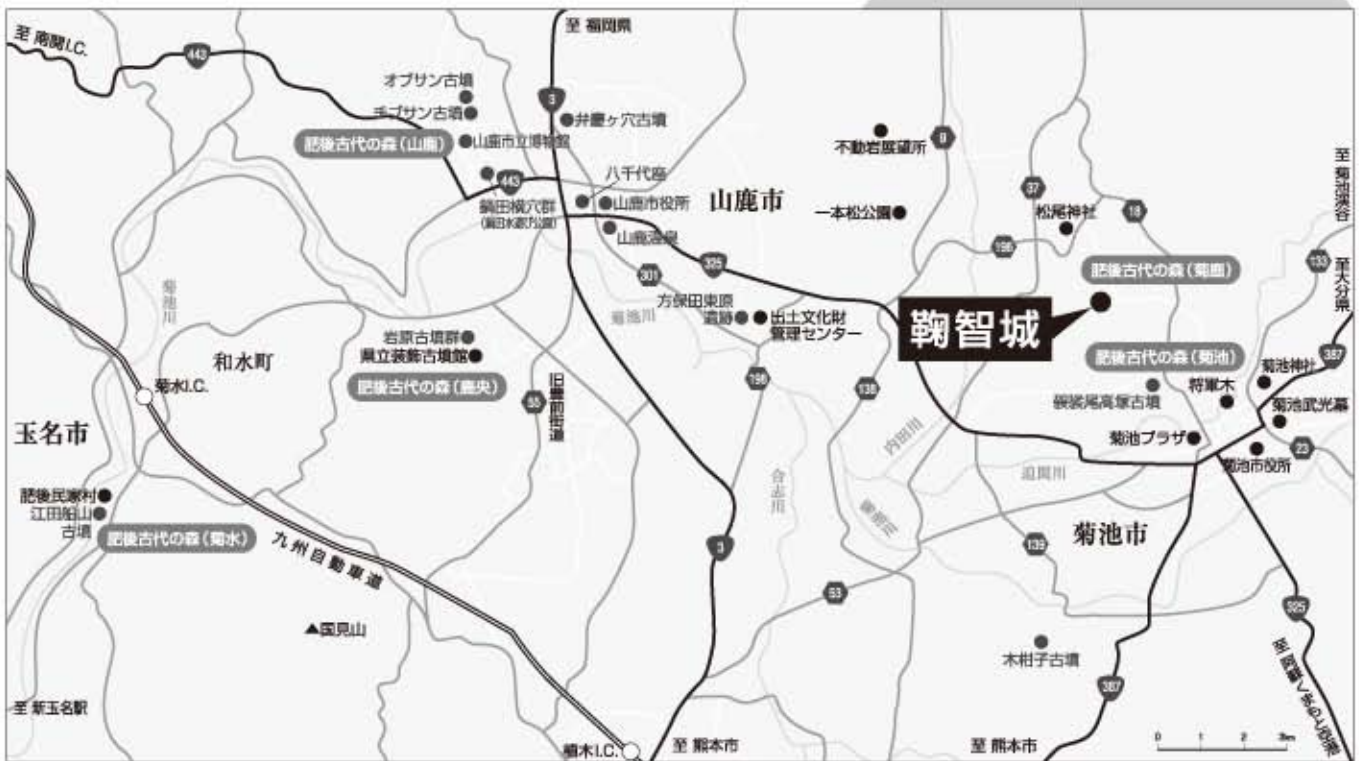 至 南関I.C.
443
至 福岡県
3
オブサン古墳
チブサン古墳
弁慶ヶ穴古墳
肥後古代の森(山鹿)
山鹿市立博物館
443
鍋田横穴群
八千代座
山鹿市役所
山鹿温泉
山鹿市
不動岩展望所
9
一本松公園
37
松尾神社
18
196
至 菊池渓谷
至 大分県
133
肥後古代の森(菊鹿)
鞠智城
肥後古代の森(菊池)
387
301
325
方保田東原
遺跡
出土文化財
管理センター
菊池川
菊池川
和水町
岩原古墳群
県立装飾古墳館
肥後古代の森(鹿央)
旧豊前街道
55
198
138
内田川
袈裟尾高塚古墳
将軍木
菊池神社
菊池武光墓
菊池プラザ
菊池市役所
23
迫間川
合志川
菊水I.C.
玉名市
肥後民家村
江田船山
古墳
肥後古代の森(菊水)
九州自動車道
国見山
3
53
139
菊池市
325
木柑子古墳
387
至 新玉名駅
植木I.C.
至 熊本市
至 熊本市
0 1 2 3m